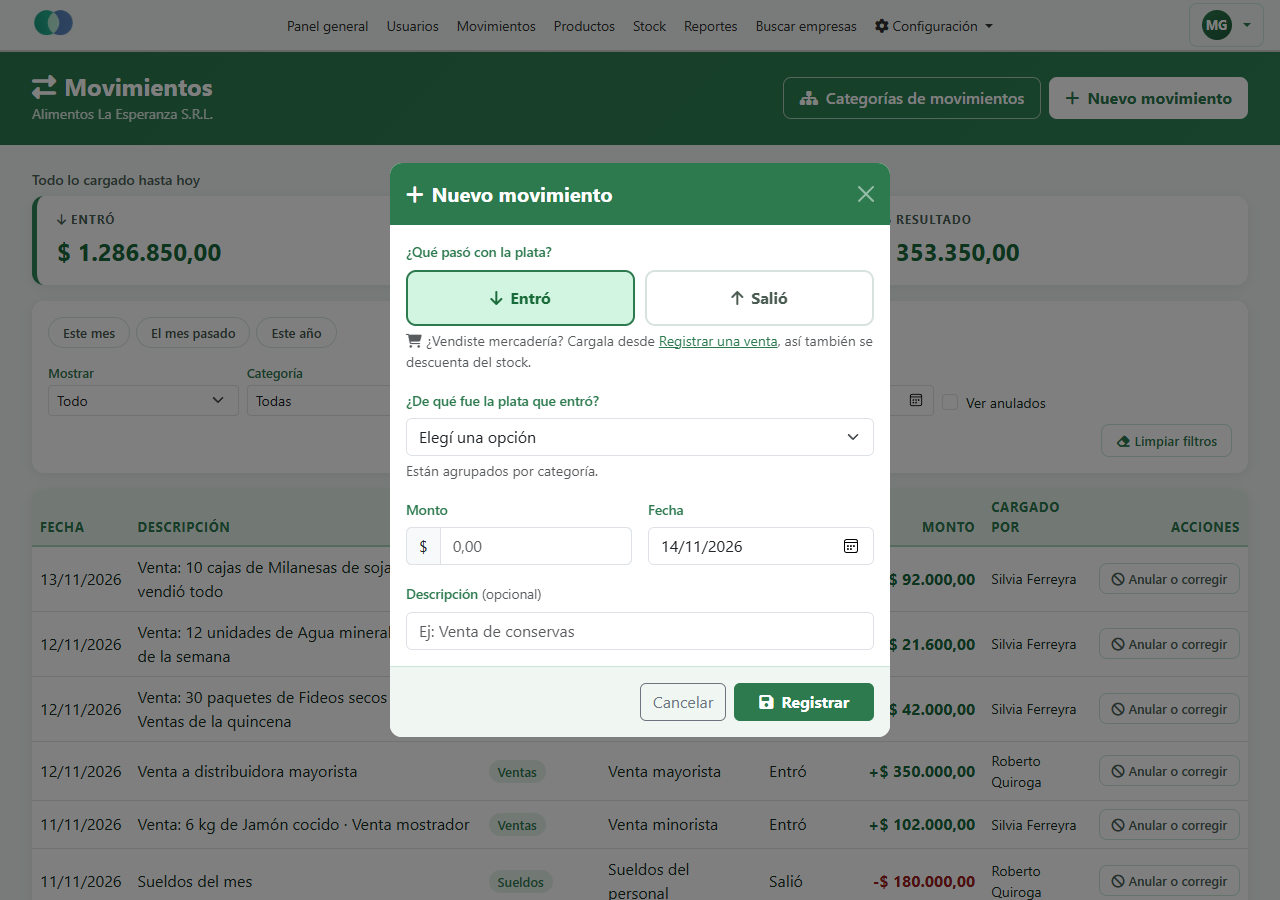 Panel general Usuarios Movimientos Productos Stock Reportes Buscar empresas Configuración MG
Movimientos
Alimentos La Esperanza S.R.L.
Categorías de movimientos
Nuevo movimiento
Todo lo cargado hasta hoy
ENTRÓ
$ 1.286.850,00
RESULTADO
353.350,00
Nuevo movimiento
¿Qué pasó con la plata?
Entró
Salió
¿Vendiste mercadería? Cargala desde Registrar una venta, así también se
descuenta del stock.
¿De qué fue la plata que entró?
Elegí una opción
Están agrupados por categoría.
Monto Fecha
$ 0,00 14/11/2026
Descripción (opcional)
Ej: Venta de conservas
Cancelar Registrar
Este mes El mes pasado Este año
Mostrar Categoría
Todo Todas Ver anulados
Limpiar filtros
FECHA DESCRIPCIÓN MONTO CARGADO POR ACCIONES
13/11/2026 Venta: 10 cajas de Milanesas de soja $ 92.000,00 Silvia Ferreyra Anular o corregir
vendió todo
12/11/2026 Venta: 12 unidades de Agua mineral $ 21.600,00 Silvia Ferreyra Anular o corregir
de la semana
12/11/2026 Venta: 30 paquetes de Fideos secos $ 42.000,00 Silvia Ferreyra Anular o corregir
Ventas de la quincena
12/11/2026 Venta a distribuidora mayorista Ventas Venta mayorista Entró +$ 350.000,00 Roberto Quiroga Anular o corregir
11/11/2026 Venta: 6 kg de Jamón cocido · Venta mostrador Ventas Venta minorista Entró +$ 102.000,00 Silvia Ferreyra Anular o corregir
11/11/2026 Sueldos del mes Sueldos Sueldos del personal Salió -$ 180.000,00 Roberto Quiroga Anular o corregir